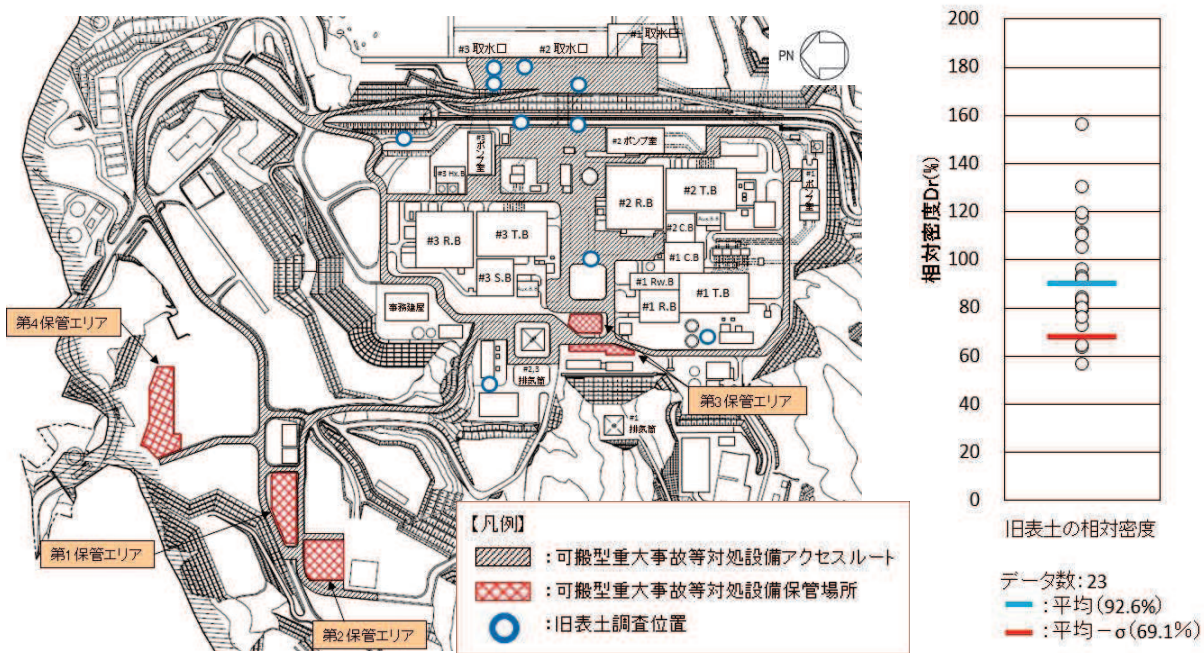 #3 取水口
#2 取水口
#1 取水口
PN
#3 ポンプ室
#2 ポンプ室
#1 ポンプ室
#3 Hx.B
#2 R.B
#2 T.B
#3 R.B
#3 T.B
#2 C.B
#1 C.B
#3 S.B
#1 Rw.B
#1 R.B
#1 T.B
事務建屋
#2,3
排気筒
#1
排気筒
第4保管エリア
第3保管エリア
第1保管エリア
第2保管エリア
【凡例】
:可搬型重大事故等対処設備アクセスルート
:可搬型重大事故等対処設備保管場所
:旧表土調査位置
相対密度Dr(%)
200
180
160
140
120
100
80
60
40
20
0
旧表土の相対密度
データ数:23
:平均(92.6%)
:平均-σ(69.1%)